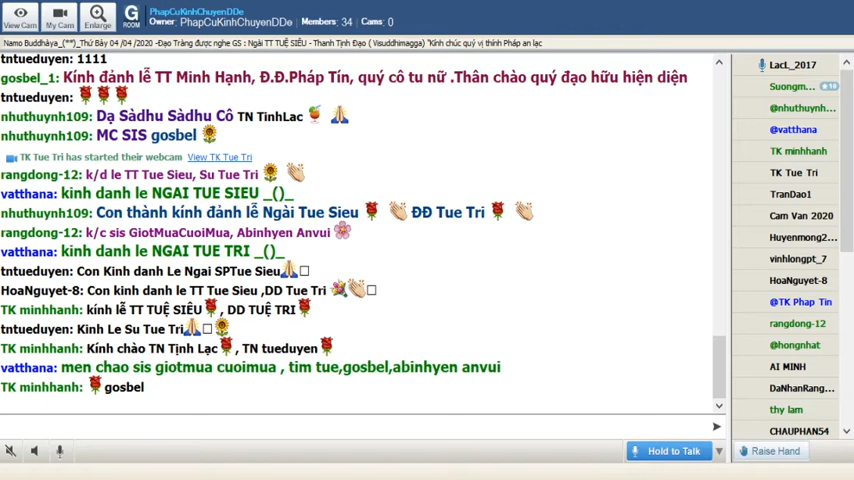 View Cam
My Cam
Enlarge
G
ROOM
PhapCuKinhChuyenDDe
Owner: PhapCuKinhChuyenDDe Members: 34 Cams: 0
Namo Buddhàya_(**)_Thứ Bảy 04 /04 /2020 -Đạo Tràng được nghe GS : Ngài TT TUỆ SIÊU - Thanh Tịnh Đạo ( Visuddhimagga) "Kính chúc quý vị thính Pháp an lạc
tntueduyen: 1111
gosbel_1: Kính đảnh lễ TT Minh Hạnh, Đ.Đ.Pháp Tín, quý cô tu nữ .Thân chào quý đạo hữu hiện diện
tntueduyen:
nhuthuynh109: Dạ Sàdhu Sàdhu Cô TN TinhLac
nhuthuynh109: MC SIS gosbel
TK Tue Tri has started their webcam View TK Tue Tri
rangdong-12: k/d le TT Tue Sieu, Su Tue Tri
vatthana: kinh danh le NGAI TUE SIEU _()_
nhuthuynh109: Con thành kính đảnh lễ Ngài Tue Sieu ĐĐ Tue Tri
rangdong-12: k/c sis GiotMuaCuoiMua, Abinhyen Anvui
vatthana: kinh danh le NGAI TUE TRI _()_
tntueduyen: Con Kinh danh Le Ngai SPTue Sieu
HoaNguyet-8: Con kinh danh le TT Tue Sieu ,DD Tue Tri
TK minhhanh: kính lễ TT TUỆ SIÊU , DD TUỆ TRI
tntueduyen: Kinh Le Su Tue Tri
TK minhhanh: Kính chào TN Tịnh Lạc , TN tueduyen
vatthana: men chao sis giotmua cuoimua , tim tue,gosbel,abinhyen anvui
TK minhhanh: gosbel
Hold to Talk
LacL_2017
Suongm... 10
@nhuthuynh...
@vatthana
TK minhhanh
TK Tue Tri
TranDao1
Cam Van 2020
Huyenmong2...
vinhlongpt_7
HoaNguyet-8
@TK Phap Tin
rangdong-12
@hongnhat
AI MINH
DaNhanRang...
thy lam
CHAUPHAN54
Raise Hand